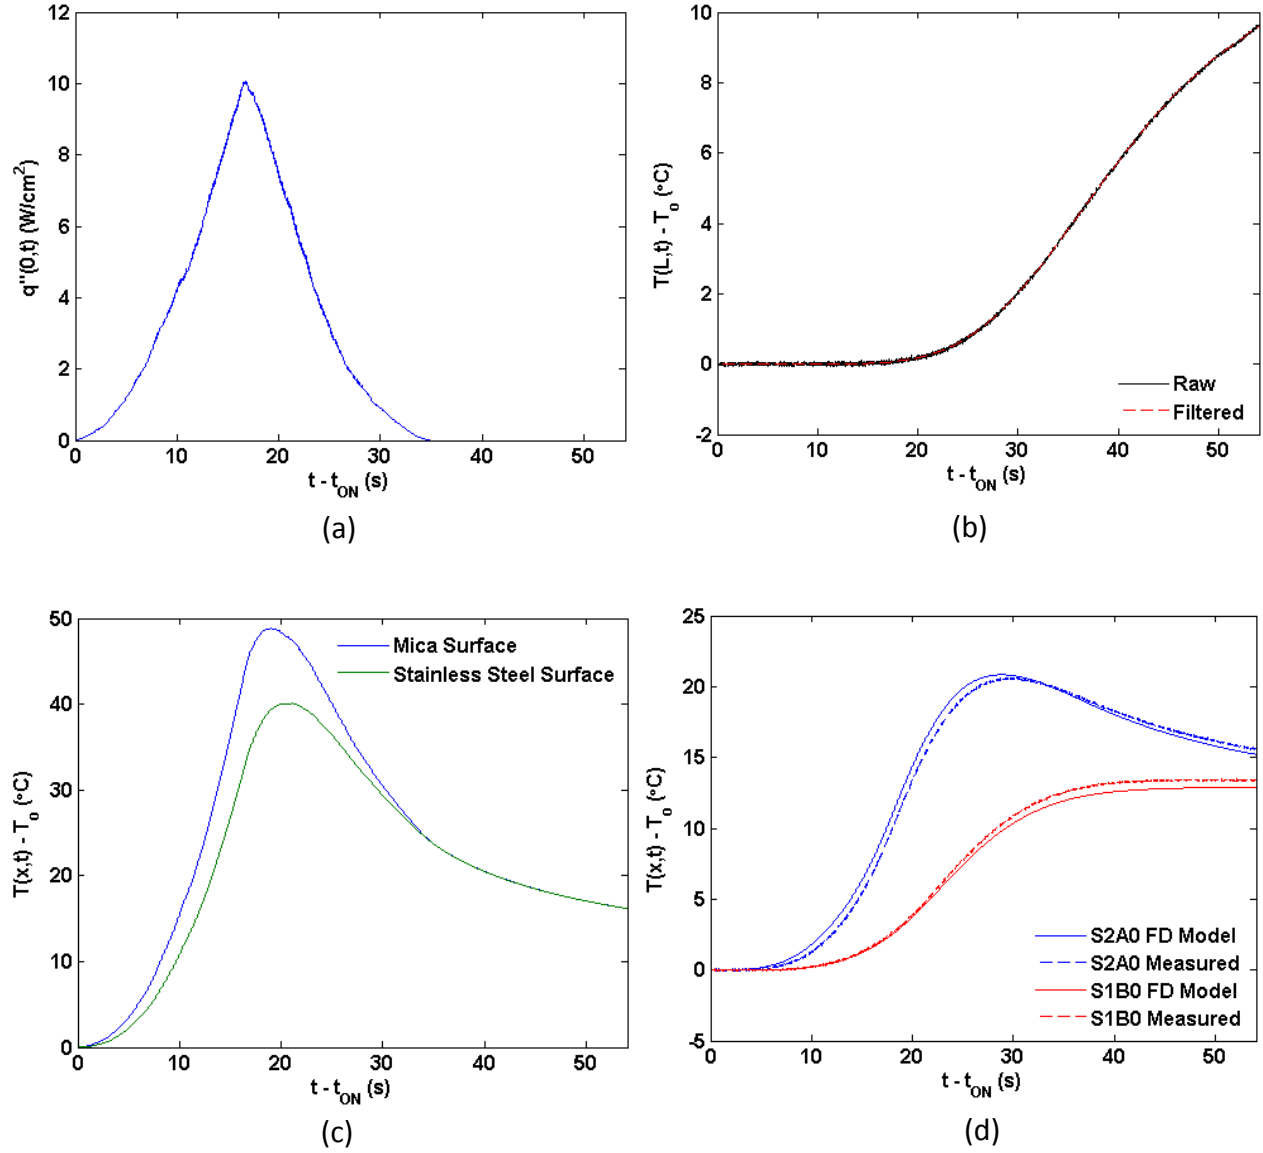 12
10
8
6
4
2
0
q"(0,t) (W/cm²)
0 10 20 30 40 50
t - tON (s)
(a)
10
8
6
4
2
0
-2
T(L,t) - To (°C)
Raw
Filtered
0 10 20 30 40 50
t - tON (s)
(b)
50
40
30
20
10
0
T(x,t) - To (°C)
Mica Surface
Stainless Steel Surface
0 10 20 30 40 50
t - tON (s)
(c)
25
20
15
10
5
0
-5
T(x,t) - To (°C)
S2A0 FD Model
S2A0 Measured
S1B0 FD Model
S1B0 Measured
0 10 20 30 40 50
t - tON (s)
(d)